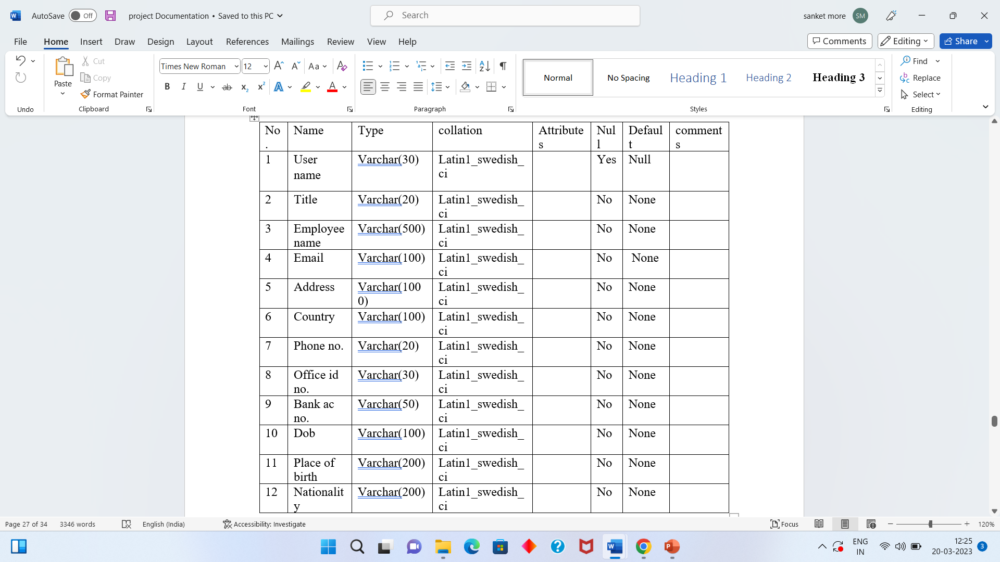 AutoSave Off project Documentation • Saved to this PC Search sanket more SM
File Home Insert Draw Design Layout References Mailings Review View Help Comments Editing Share
Paste Cut Copy Format Painter
Times New Roman 12
Normal No Spacing Heading 1 Heading 2 Heading 3
Find Replace Select
Undo Clipboard Font Paragraph Styles Editing
No Name Type collation Attribute Nul Defaul comment
. s l t s
1 User Varchar(30) Latin1_swedish_ Yes Null
name ci
2 Title Varchar(20) Latin1_swedish_ No None
ci
3 Employee Varchar(500) Latin1_swedish_ No None
name ci
4 Email Varchar(100) Latin1_swedish_ No None
ci
5 Address Varchar(100 Latin1_swedish_ No None
0) ci
6 Country Varchar(100) Latin1_swedish_ No None
ci
7 Phone no. Varchar(20) Latin1_swedish_ No None
ci
8 Office id Varchar(30) Latin1_swedish_ No None
no. ci
9 Bank ac Varchar(50) Latin1_swedish_ No None
no. ci
10 Dob Varchar(100) Latin1_swedish_ No None
ci
11 Place of Varchar(200) Latin1_swedish_ No None
birth ci
12 Nationalit Varchar(200) Latin1_swedish_ No None
y ci
Page 27 of 34 3346 words English (India) Accessibility: Investigate Focus 120%
ENG 12:25
IN 20-03-2023 3